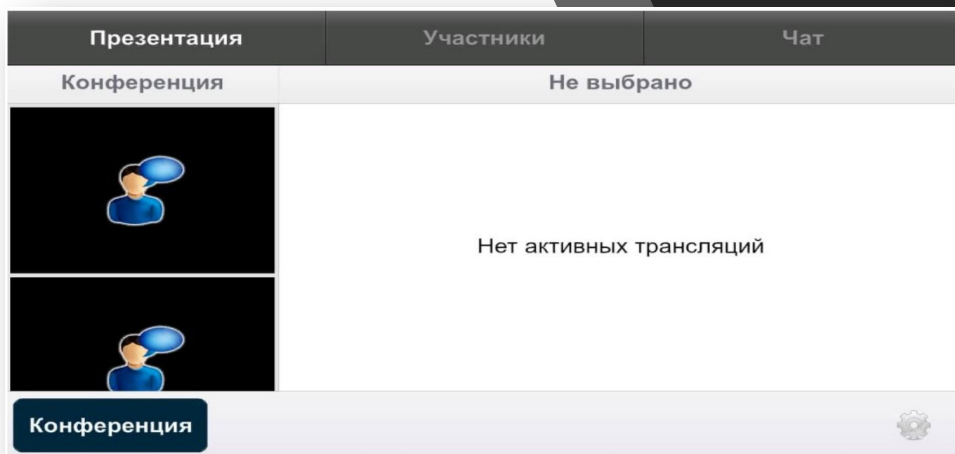 Презентация
Участники
Чат
Конференция
Не выбрано
Нет активных трансляций
Конференция